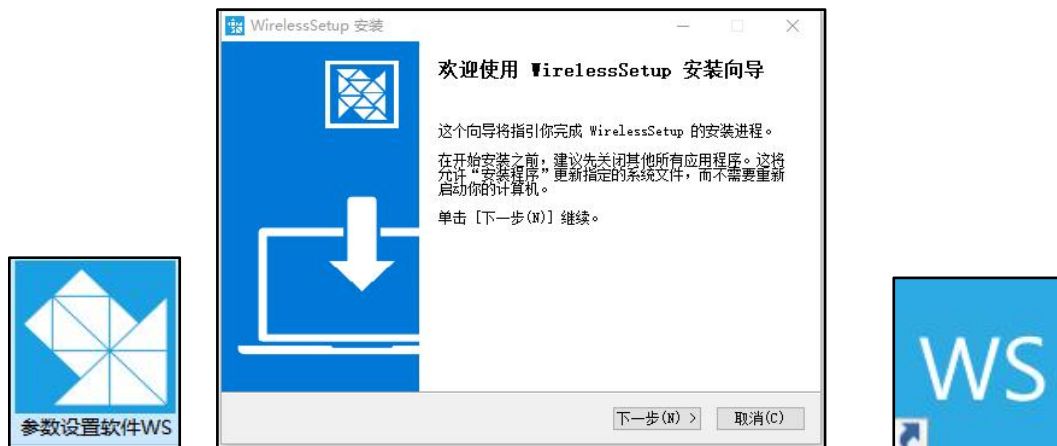 WirelessSetup 安装
欢迎使用 WirelessSetup 安装向导
这个向导将指引你完成 WirelessSetup 的安装进程。
在开始安装之前，建议先关闭其他所有应用程序。这将
允许“安装程序”更新指定的系统文件，而不需要重新
启动你的计算机。
单击 [下一步(N)] 继续。
下一步(N) >
取消(C)
参数设置软件WS
WS